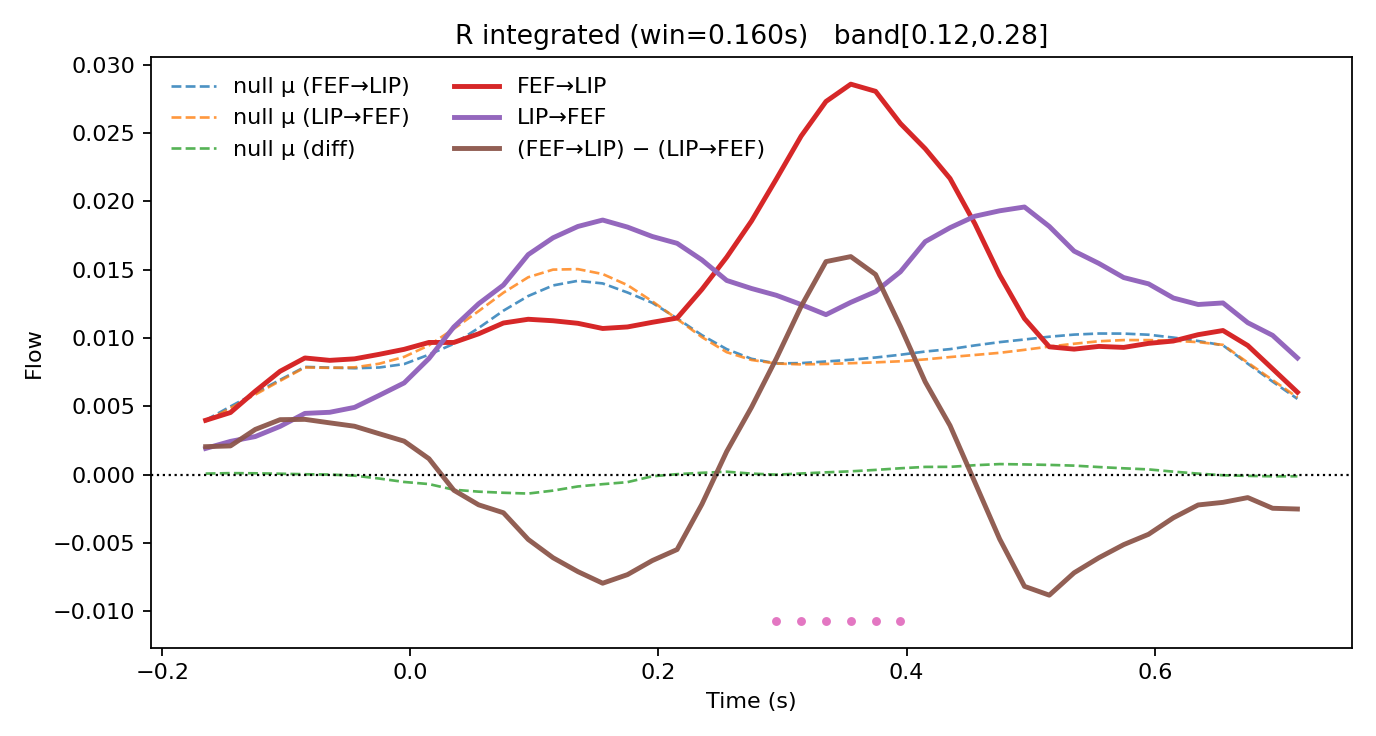 R integrated (win=0.160s)   band[0.12,0.28]
null μ (FEF→LIP)
null μ (LIP→FEF)
null μ (diff)
FEF→LIP
LIP→FEF
(FEF→LIP) − (LIP→FEF)
Flow
0.030
0.025
0.020
0.015
0.010
0.005
0.000
−0.005
−0.010
−0.2
0.0
0.2
0.4
0.6
Time (s)